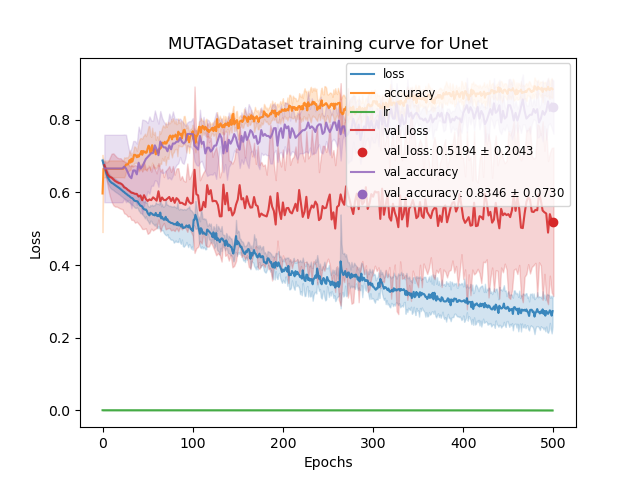 MUTAGDataset training curve for Unet
Loss
0.8
0.6
0.4
0.2
0.0
loss
accuracy
lr
val_loss
val_loss: 0.5194 ± 0.2043
val_accuracy
val_accuracy: 0.8346 ± 0.0730
0 100 200 300 400 500
Epochs